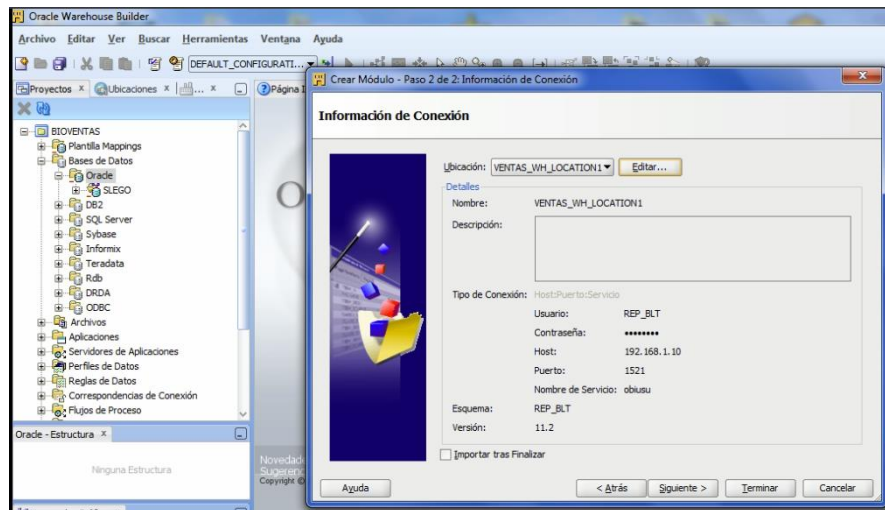 Oracle Warehouse Builder
Archivo Editar Ver Buscar Herramientas Ventana Ayuda
DEFAULT_CONFIGURATI...
Proyectos x Ubicaciones x ... x
Página I
BIOVENTAS
Plantilla Mappings
Bases de Datos
Oracle
SLEGO
DB2
SQL Server
Sybase
Informix
Teradata
Rdb
DRDA
ODBC
Archivos
Aplicaciones
Servidores de Aplicaciones
Perfiles de Datos
Reglas de Datos
Correspondencias de Conexión
Flujos de Proceso
Oracle - Estructura x
Ninguna Estructura
O
Novedade
Sugerenc
Copyright ©
Crear Módulo - Paso 2 de 2: Información de Conexión
Información de Conexión
Ubicación: VENTAS_WH_LOCATION1 Editar...
Detalles
Nombre: VENTAS_WH_LOCATION1
Descripción:
Tipo de Conexión: Host:Puerto:Servicio
Usuario: REP_BLT
Contraseña: ••••••••
Host: 192.168.1.10
Puerto: 1521
Nombre de Servicio: obiusu
Esquema: REP_BLT
Versión: 11.2
Importar tras Finalizar
Ayuda < Atrás Siguiente > Terminar Cancelar